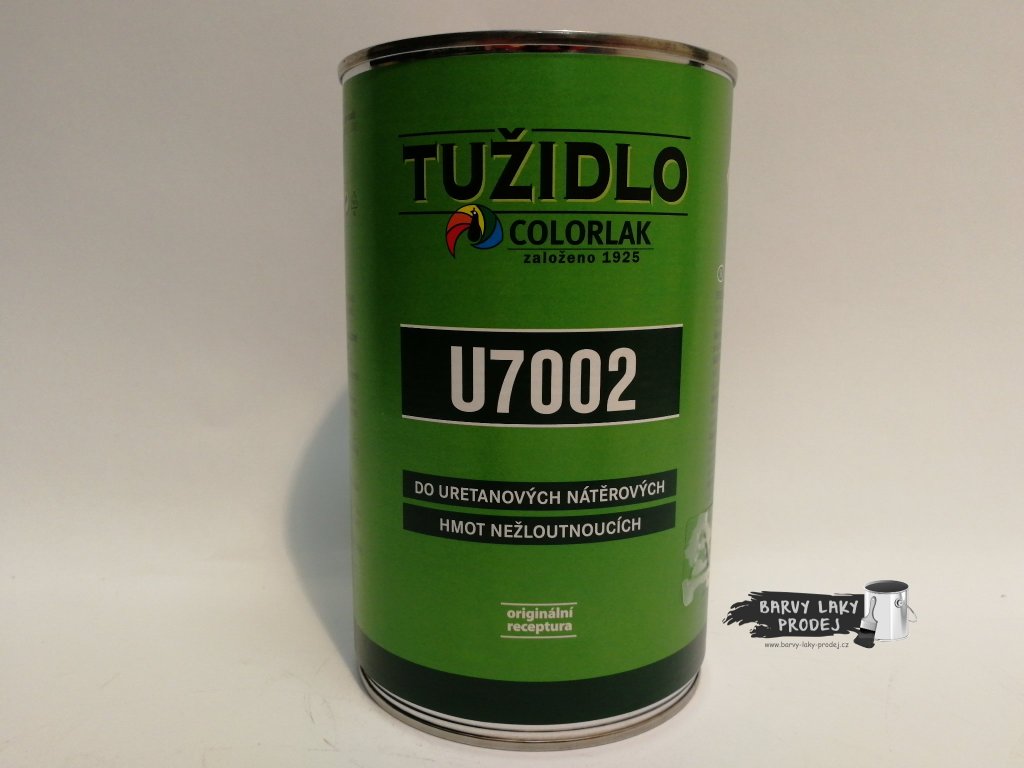 TUŽIDLO
COLORLAK
založeno 1925
U7002
DO URETANOVÝCH NÁTĚROVÝCH
HMOT NEŽLOUTNOUCÍCH
originální
receptura
BARVY LAKY
PRODEJ
www.barvy-laky-prodej.cz